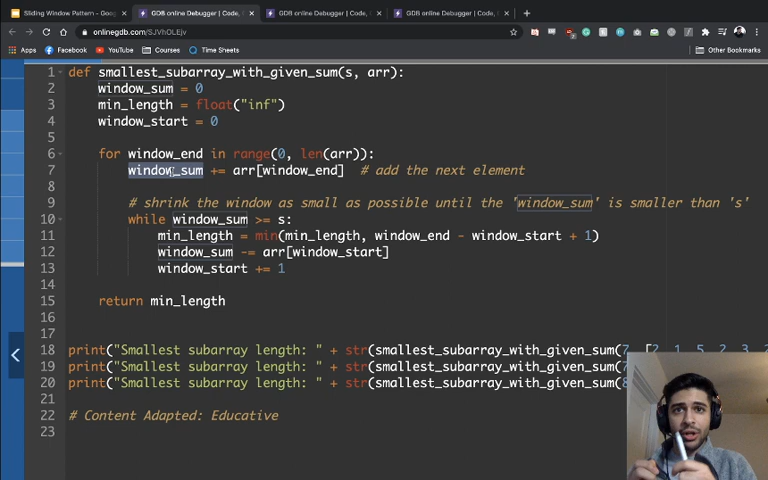 Sliding Window Pattern - Goo
GDB online Debugger | Code,
GDB online Debugger | Code, I
GDB online Debugger | Code, I
onlinegdb.com/SJVhOLEjv
Apps Facebook YouTube Courses Time Sheets Other Bookmarks
1 def smallest_subarray_with_given_sum(s, arr):
2 window_sum = 0
3 min_length = float("inf")
4 window_start = 0
5
6 for window_end in range(0, len(arr)):
7 window_sum += arr[window_end] # add the next element
8
9 # shrink the window as small as possible until the 'window_sum' is smaller than 's'
10 while window_sum >= s:
11 min_length = min(min_length, window_end - window_start + 1)
12 window_sum -= arr[window_start]
13 window_start += 1
14
15 return min_length
16
17
18 print("Smallest subarray length: " + str(smallest_subarray_with_given_sum(7, [2, 1, 5, 2, 3, 2
19 print("Smallest subarray length: " + str(smallest_subarray_with_given_sum(7
20 print("Smallest subarray length: " + str(smallest_subarray_with_given_sum(8
21
22 # Content Adapted: Educative
23